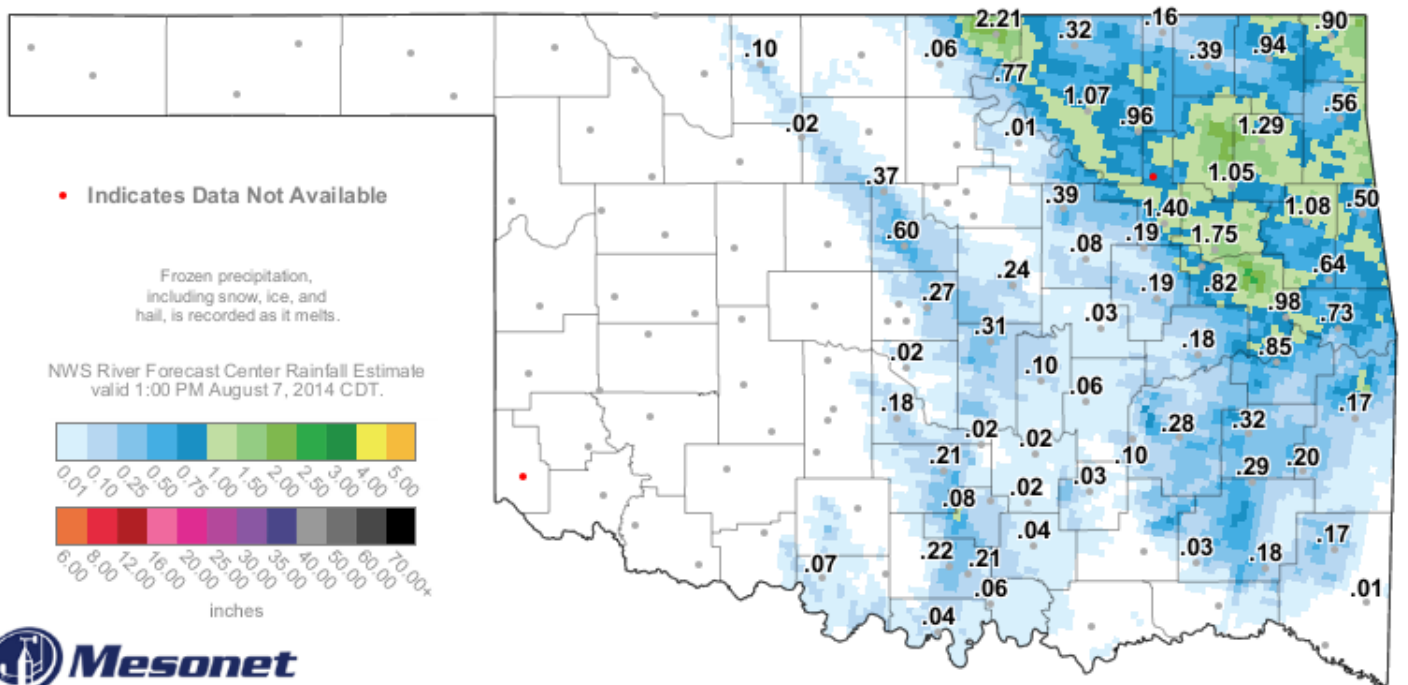 2.21 .32 .16 .90
.10 .06 .39 .94
.77
1.07 .96 .56
.02 .01 1.29
.37 1.05
.39 1.40 1.08 .50
.60 .08 .19 1.75
.24 .64
.27 .19 .82 .98
.31 .03 .73
.02 .18 .85
.10 .06
.18 .28 .32 .17
.02 .02
.21 .10 .29 .20
.08 .02 .03
.04 .17
.22 .21 .03 .18
.07 .06 .01
.04
Indicates Data Not Available
Frozen precipitation,
including snow, ice, and
hail, is recorded as it melts.
NWS River Forecast Center Rainfall Estimate
valid 1:00 PM August 7, 2014 CDT.
0.01 0.10 0.25 0.50 0.75 1.00 1.50 2.00 2.50 3.00 4.00 5.00
6.00 8.00 12.00 16.00 20.00 25.00 30.00 35.00 40.00 50.00 60.00 70.00+
inches
Mesonet